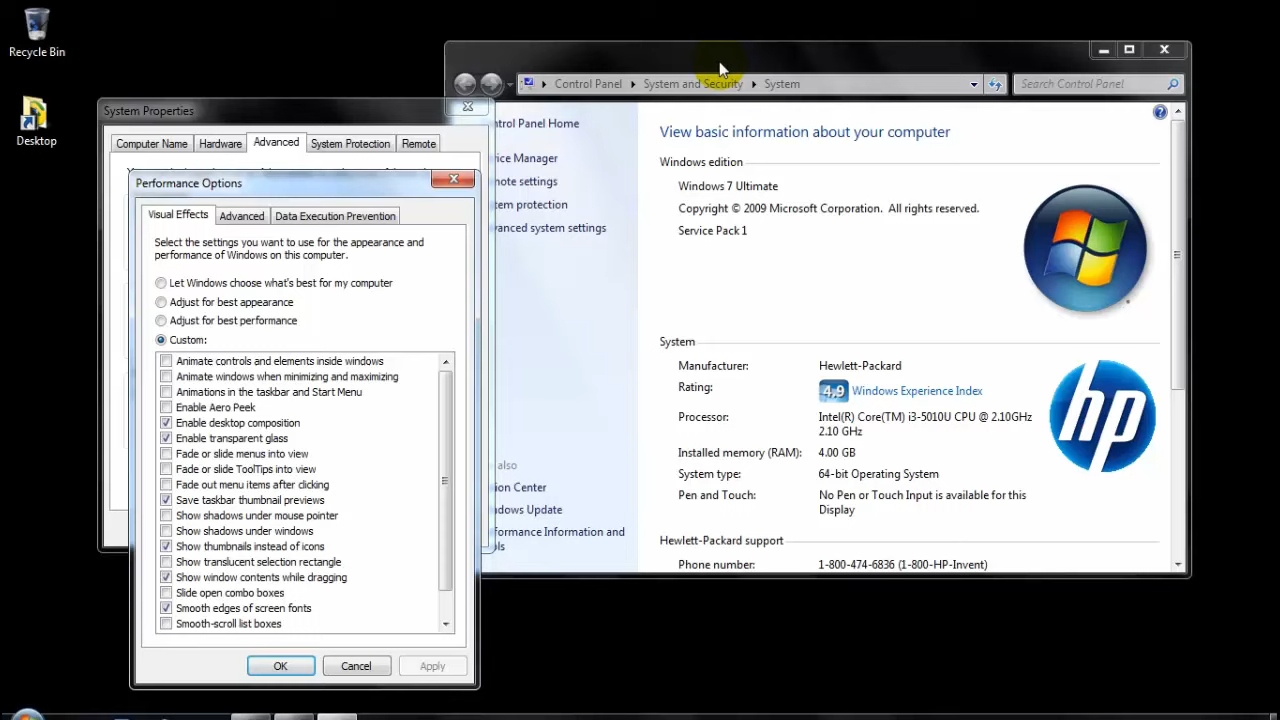 Recycle Bin
Desktop
Control Panel
System and Security
System
Search Control Panel
System Properties
Computer Name
Hardware
Advanced
System Protection
Remote
Performance Options
Visual Effects
Advanced
Data Execution Prevention
Select the settings you want to use for the appearance and
performance of Windows on this computer.
Let Windows choose what's best for my computer
Adjust for best appearance
Adjust for best performance
Custom:
Animate controls and elements inside windows
Animate windows when minimizing and maximizing
Animations in the taskbar and Start Menu
Enable Aero Peek
Enable desktop composition
Enable transparent glass
Fade or slide menus into view
Fade or slide ToolTips into view
Fade out menu items after clicking
Save taskbar thumbnail previews
Show shadows under mouse pointer
Show shadows under windows
Show thumbnails instead of icons
Show translucent selection rectangle
Show window contents while dragging
Slide open combo boxes
Smooth edges of screen fonts
Smooth-scroll list boxes
OK
Cancel
Apply
ntrol Panel Home
vice Manager
mote settings
tem protection
vanced system settings
also
tion Center
ndows Update
formance Information and
ols
View basic information about your computer
Windows edition
Windows 7 Ultimate
Copyright © 2009 Microsoft Corporation. All rights reserved.
Service Pack 1
System
Manufacturer: Hewlett-Packard
Rating: 4,9 Windows Experience Index
Processor: Intel(R) Core(TM) i3-5010U CPU @ 2.10GHz
2.10 GHz
Installed memory (RAM): 4.00 GB
System type: 64-bit Operating System
Pen and Touch: No Pen or Touch Input is available for this
Display
hp
Hewlett-Packard support
Phone number: 1-800-474-6836 (1-800-HP-Invent)